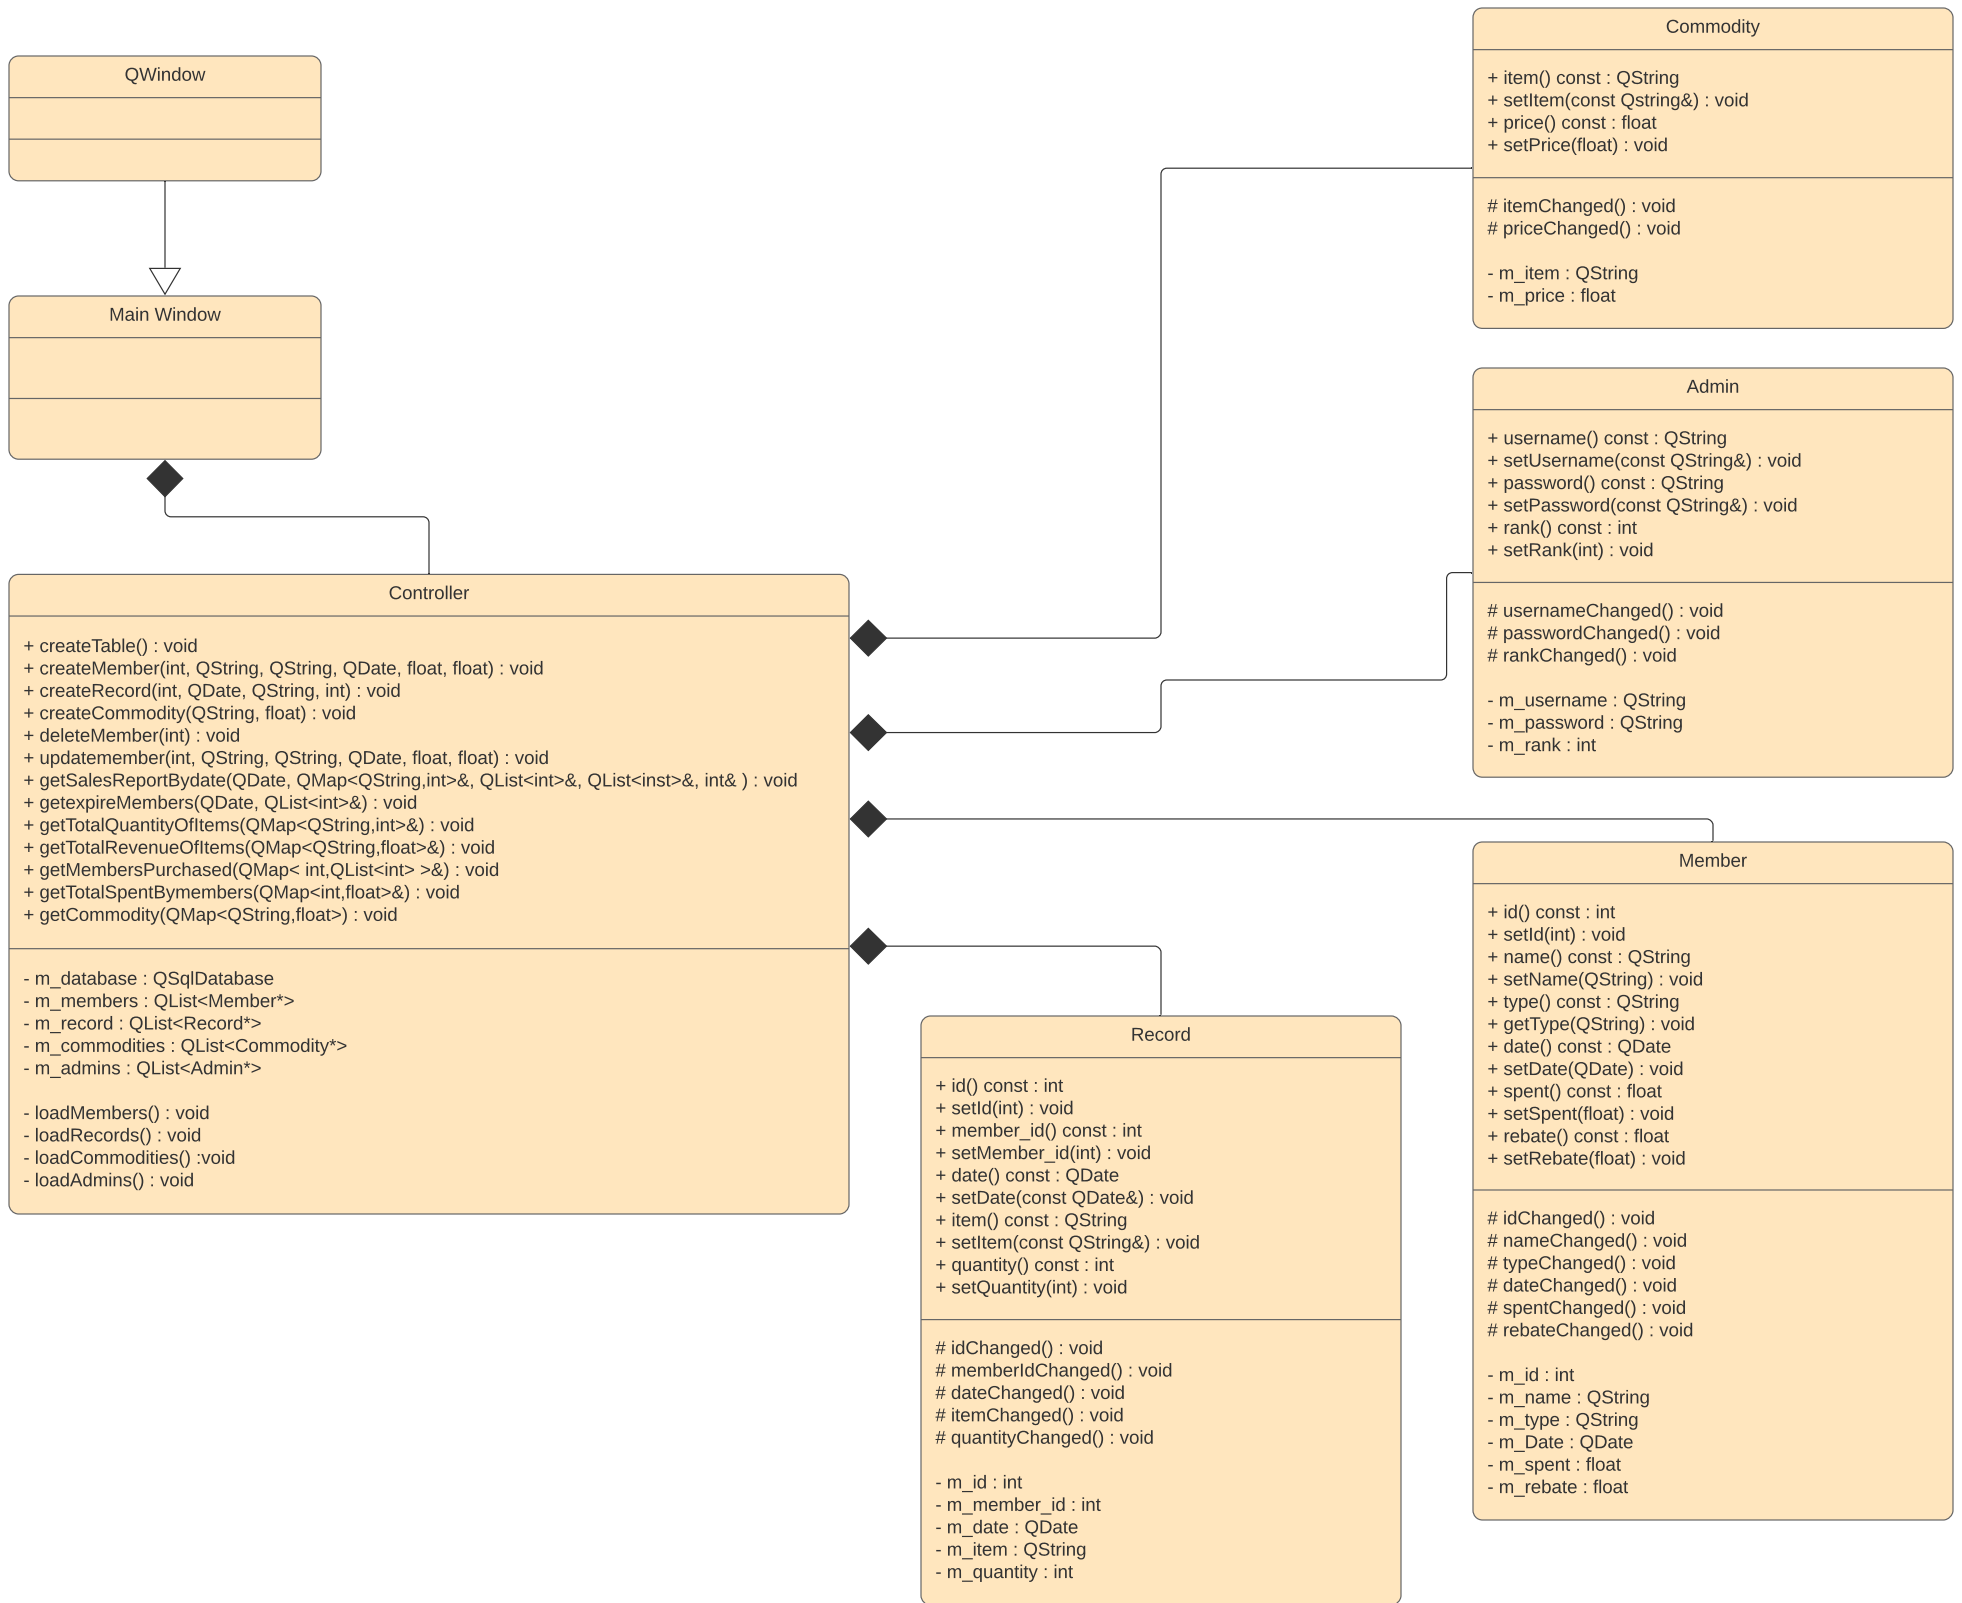 QWindow
Main Window
Controller
+ createTable() : void
+ createMember(int, QString, QString, QDate, float, float) : void
+ createRecord(int, QDate, QString, int) : void
+ createCommodity(QString, float) : void
+ deleteMember(int) : void
+ updatemember(int, QString, QString, QDate, float, float) : void
+ getSalesReportBydate(QDate, QMap<QString,int>&, QList<int>&, QList<inst>&, int& ) : void
+ getexpireMembers(QDate, QList<int>&) : void
+ getTotalQuantityOfItems(QMap<QString,int>&) : void
+ getTotalRevenueOfItems(QMap<QString,float>&) : void
+ getMembersPurchased(QMap< int,QList<int> >&) : void
+ getTotalSpentBymembers(QMap<int,float>&) : void
+ getCommodity(QMap<QString,float>) : void
- m_database : QSqlDatabase
- m_members : QList<Member*>
- m_record : QList<Record*>
- m_commodities : QList<Commodity*>
- m_admins : QList<Admin*>
- loadMembers() : void
- loadRecords() : void
- loadCommodities() :void
- loadAdmins() : void
Commodity
+ item() const : QString
+ setItem(const Qstring&) : void
+ price() const : float
+ setPrice(float) : void
# itemChanged() : void
# priceChanged() : void
- m_item : QString
- m_price : float
Admin
+ username() const : QString
+ setUsername(const QString&) : void
+ password() const : QString
+ setPassword(const QString&) : void
+ rank() const : int
+ setRank(int) : void
# usernameChanged() : void
# passwordChanged() : void
# rankChanged() : void
- m_username : QString
- m_password : QString
- m_rank : int
Member
+ id() const : int
+ setId(int) : void
+ name() const : QString
+ setName(QString) : void
+ type() const : QString
+ getType(QString) : void
+ date() const : QDate
+ setDate(QDate) : void
+ spent() const : float
+ setSpent(float) : void
+ rebate() const : float
+ setRebate(float) : void
# idChanged() : void
# nameChanged() : void
# typeChanged() : void
# dateChanged() : void
# spentChanged() : void
# rebateChanged() : void
- m_id : int
- m_name : QString
- m_type : QString
- m_Date : QDate
- m_spent : float
- m_rebate : float
Record
+ id() const : int
+ setId(int) : void
+ member_id() const : int
+ setMember_id(int) : void
+ date() const : QDate
+ setDate(const QDate&) : void
+ item() const : QString
+ setItem(const QString&) : void
+ quantity() const : int
+ setQuantity(int) : void
# idChanged() : void
# memberIdChanged() : void
# dateChanged() : void
# itemChanged() : void
# quantityChanged() : void
- m_id : int
- m_member_id : int
- m_date : QDate
- m_item : QString
- m_quantity : int